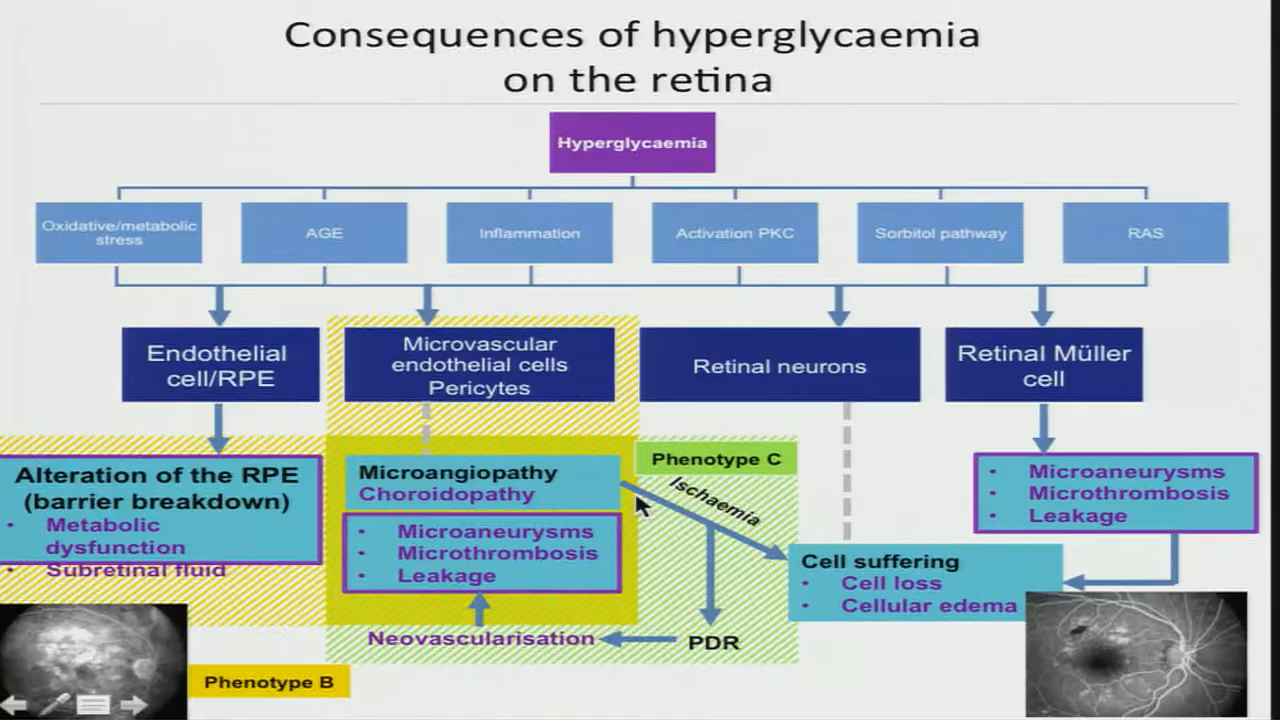 Consequences of hyperglycaemia
on the retina
Hyperglycaemia
Oxidative/metabolic
stress
AGE
Inflammation
Activation PKC
Sorbitol pathway
RAS
Endothelial
cell/RPE
Microvascular
endothelial cells
Pericytes
Retinal neurons
Retinal Müller
cell
Alteration of the RPE
(barrier breakdown)
• Metabolic
dysfunction
• Subretinal fluid
Microangiopathy
Choroidopathy
• Microaneurysms
• Microthrombosis
• Leakage
Phenotype C
Ischaemia
• Microaneurysms
• Microthrombosis
• Leakage
Cell suffering
• Cell loss
• Cellular edema
Neovascularisation
PDR
Phenotype B